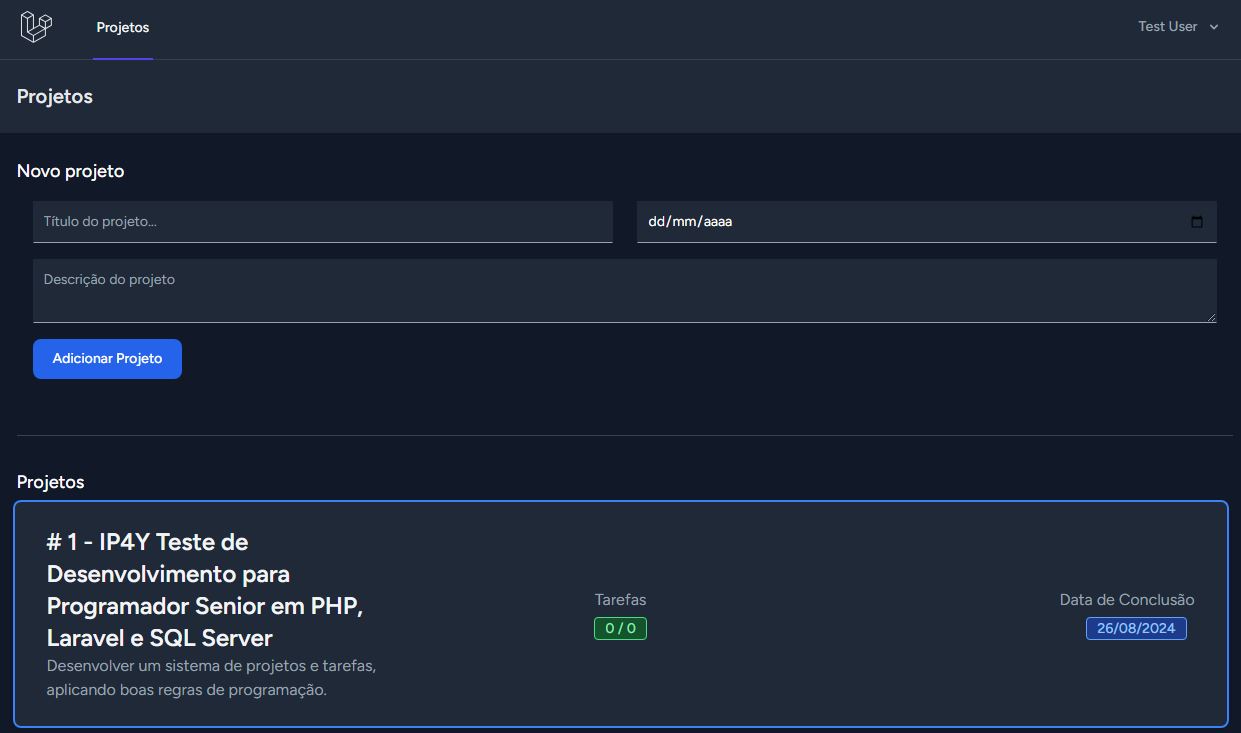 Projetos
Test User
Projetos
Novo projeto
Título do projeto...
dd/mm/aaaa
Descrição do projeto
Adicionar Projeto
Projetos
# 1 - IP4Y Teste de
Desenvolvimento para
Programador Senior em PHP,
Laravel e SQL Server
Desenvolver um sistema de projetos e tarefas,
aplicando boas regras de programação.
Tarefas
0 / 0
Data de Conclusão
26/08/2024